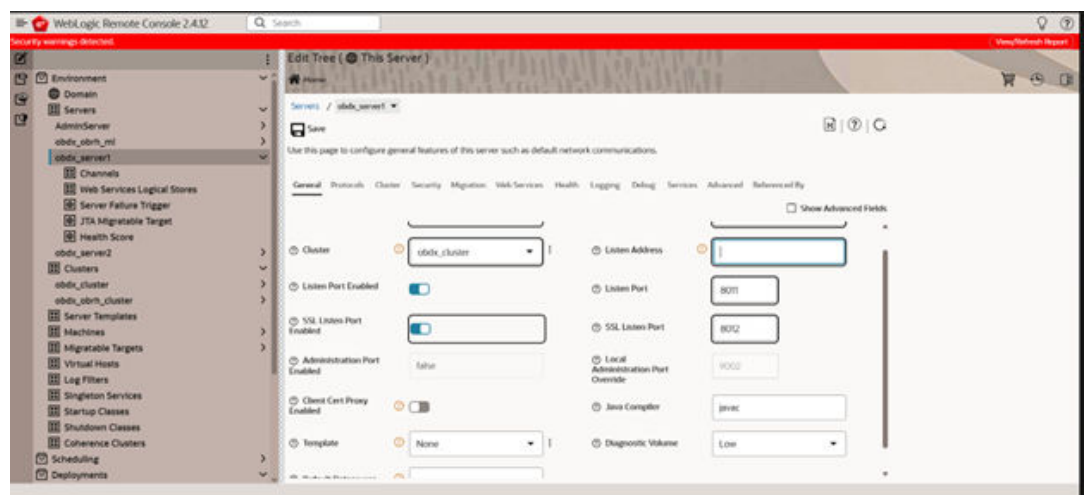 WebLogic Remote Console 2.4.12
Search
Security warnings detected.
View/Refresh Report
Edit Tree ( This Server )
Home
Environment
Domain
Servers
AdminServer
obdx_obrh_ml
obdx_server1
Channels
Web Services Logical Stores
Server Failure Trigger
JTA Migratable Target
Health Score
obdx_server2
Clusters
obdx_cluster
obdx_obrh_cluster
Server Templates
Machines
Migratable Targets
Virtual Hosts
Log Filters
Singleton Services
Startup Classes
Shutdown Classes
Coherence Clusters
Scheduling
Deployments
Servers / obdx_server1
Save
Use this page to configure general features of this server such as default network communications.
General Protocols Cluster Security Migration Web Services Health Logging Debug Services Advanced Referenced By
Show Advanced Fields
Cluster obdx_cluster Listen Address
Listen Port Enabled Listen Port 8011
SSL Listen Port Enabled SSL Listen Port 8012
Administration Port Enabled false Local Administration Port Override 9002
Client Cert Proxy Enabled Java Compiler javac
Template None Diagnostic Volume Low